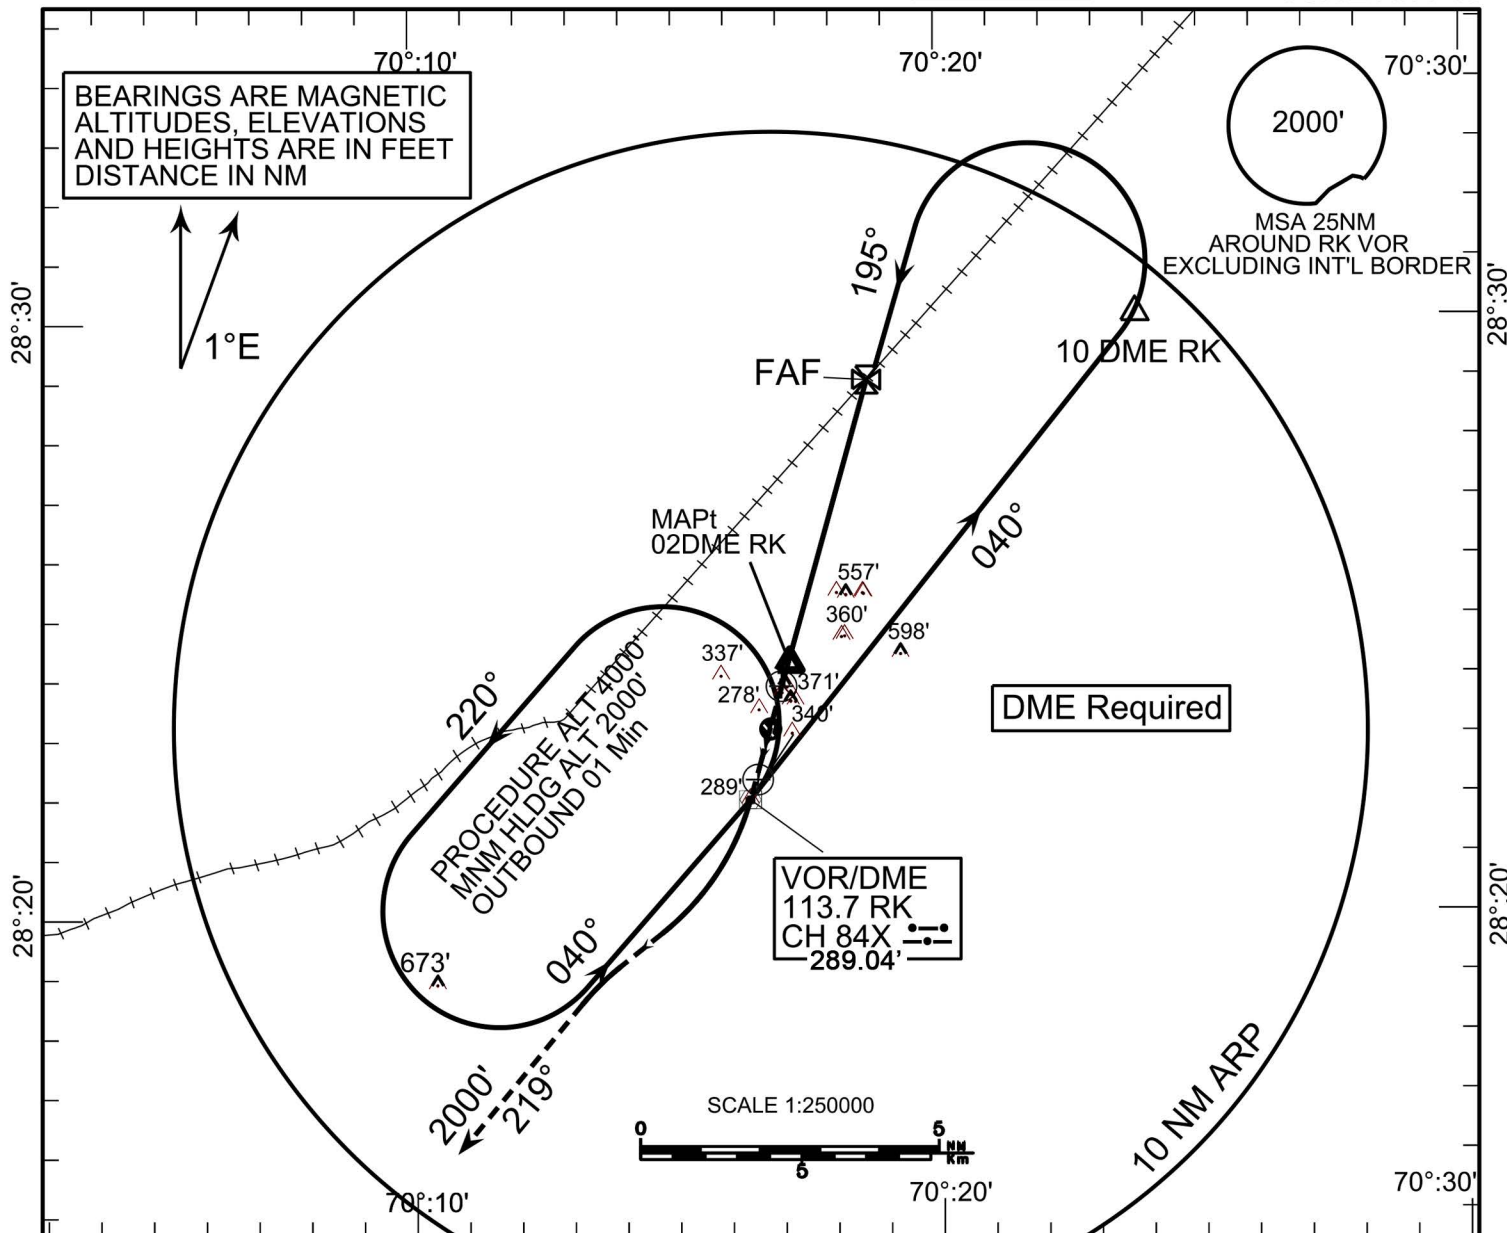 70°:10'
70°:20'
70°:30'
BEARINGS ARE MAGNETIC
ALTITUDES, ELEVATIONS
AND HEIGHTS ARE IN FEET
DISTANCE IN NM
2000'
MSA 25NM
AROUND RK VOR
EXCLUDING INT'L BORDER
195°
28°:30'
28°:30'
1°E
10 DME RK
FAF
MAPt
02DME RK
040°
557'
360'
598'
337'
371'
278'
340'
220°
DME Required
PROCEDURE ALT 4000'
MNM HLDG ALT 2000'
OUTBOUND 01 Min
289'
VOR/DME
113.7 RK
CH 84X
289.04'
28°:20'
28°:20'
040°
673'
2000'
219°
10 NM ARP
SCALE 1:250000
0 5
NM
Km
5
70°:10'
70°:20'
70°:30'